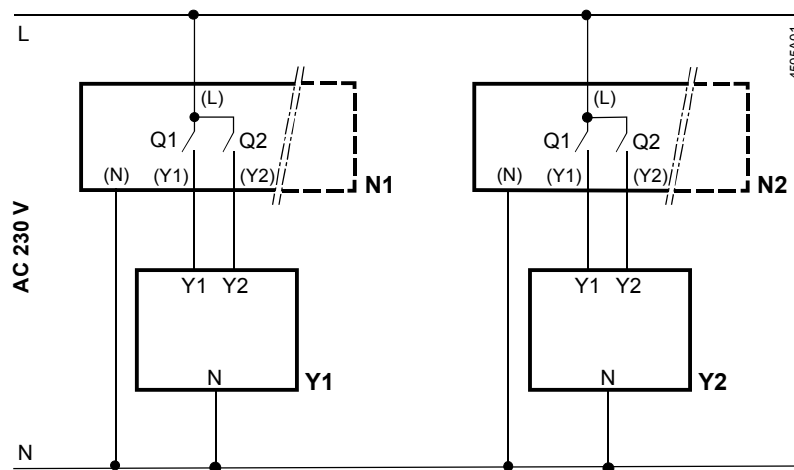 L
(L) (L)
Q1 Q2 Q1 Q2
(N) (Y1) (Y2) N1 (N) (Y1) (Y2) N2
AC 230 V
Y1 Y2 Y1 Y2
N Y1 N Y2
N